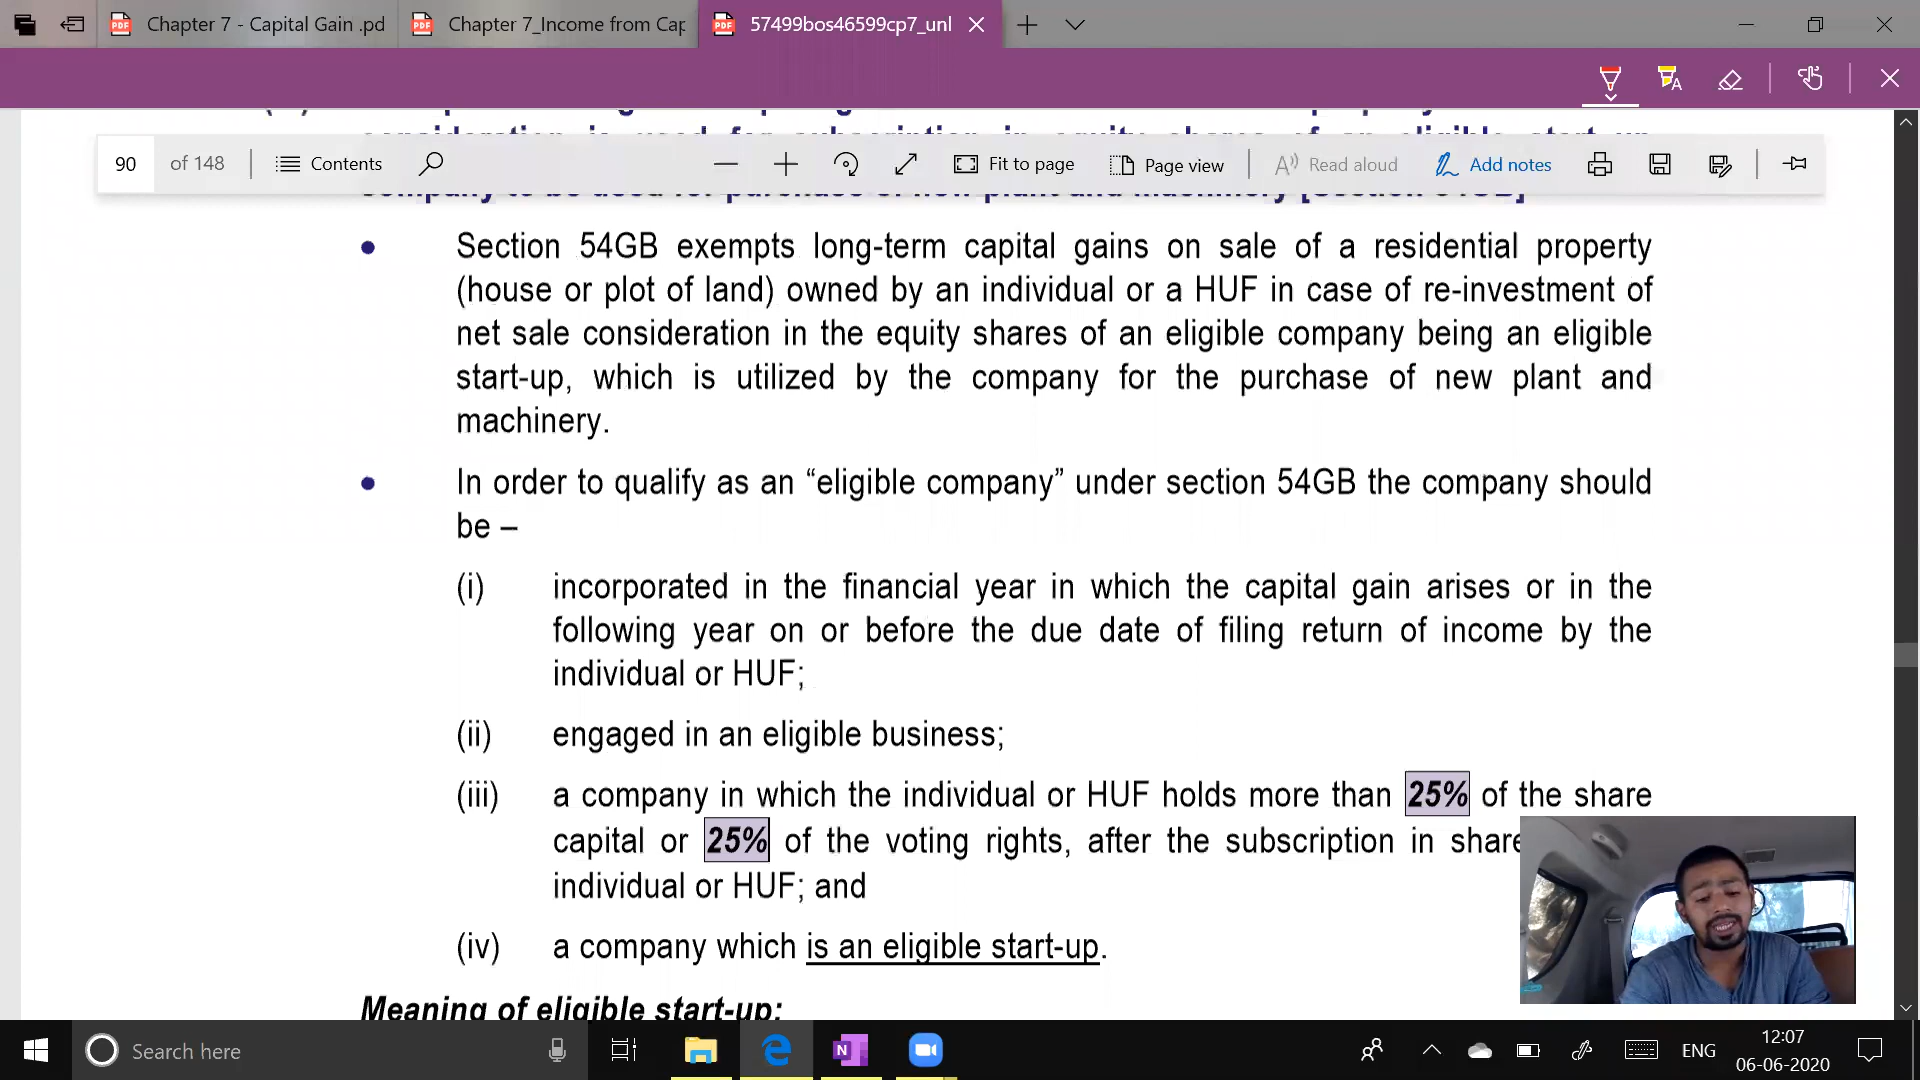 Chapter 7 - Capital Gain .pd
Chapter 7_Income from Cap
57499bos46599cp7_unl
90 of 148 Contents Fit to page Page view Read aloud Add notes
Section 54GB exempts long-term capital gains on sale of a residential property
(house or plot of land) owned by an individual or a HUF in case of re-investment of
net sale consideration in the equity shares of an eligible company being an eligible
start-up, which is utilized by the company for the purchase of new plant and
machinery.
In order to qualify as an “eligible company” under section 54GB the company should
be –
(i) incorporated in the financial year in which the capital gain arises or in the
following year on or before the due date of filing return of income by the
individual or HUF;
(ii) engaged in an eligible business;
(iii) a company in which the individual or HUF holds more than 25% of the share
capital or 25% of the voting rights, after the subscription in share
individual or HUF; and
(iv) a company which is an eligible start-up.
Meaning of eligible start-up:
Search here
ENG
12:07
06-06-2020